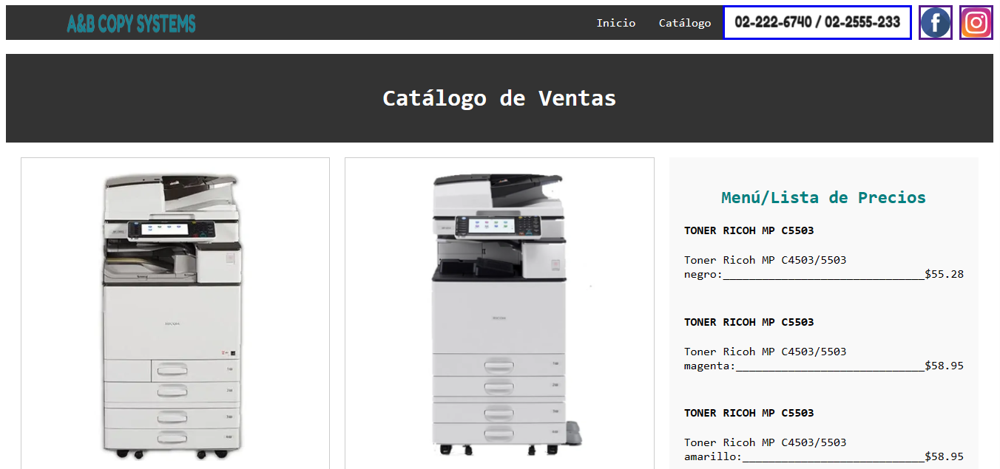 A&B COPY SYSTEMS
Inicio
Catálogo
02-222-6740 / 02-2555-233
Catálogo de Ventas
Menú/Lista de Precios
TONER RICOH MP C5503
Toner Ricoh MP C4503/5503
negro:_______________________________$55.28
TONER RICOH MP C5503
Toner Ricoh MP C4503/5503
magenta:_____________________________$58.95
TONER RICOH MP C5503
Toner Ricoh MP C4503/5503
amarillo:____________________________$58.95